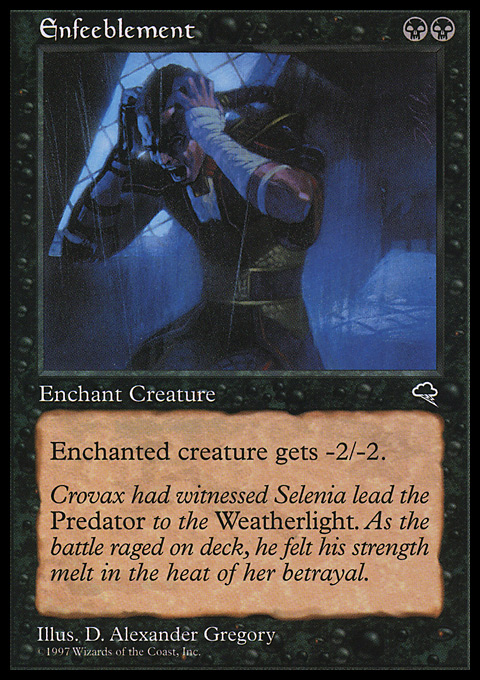 Enfeeblement
Enchant Creature
Enchanted creature gets -2/-2.
Crovax had witnessed Selenia lead the
Predator to the Weatherlight. As the
battle raged on deck, he felt his strength
melt in the heat of her betrayal.
Illus. D. Alexander Gregory
©1997 Wizards of the Coast, Inc.